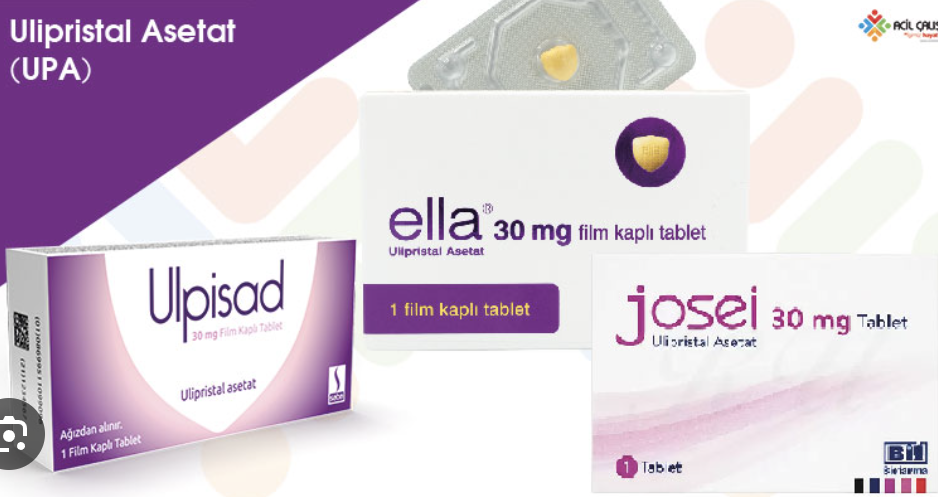 Ulipristal Asetat
(UPA)
ACİL ÇALIŞ
ella®
30 mg film kaplı tablet
Ulipristal Asetat
1 film kaplı tablet
Ulpisad
30 mg Film Kaplı Tablet
Ulipristal asetat
Ağızdan alınır.
1 Film Kaplı Tablet
josei 30 mg Tablet
Ulipristal Asetat
1 Tablet
Biofarma